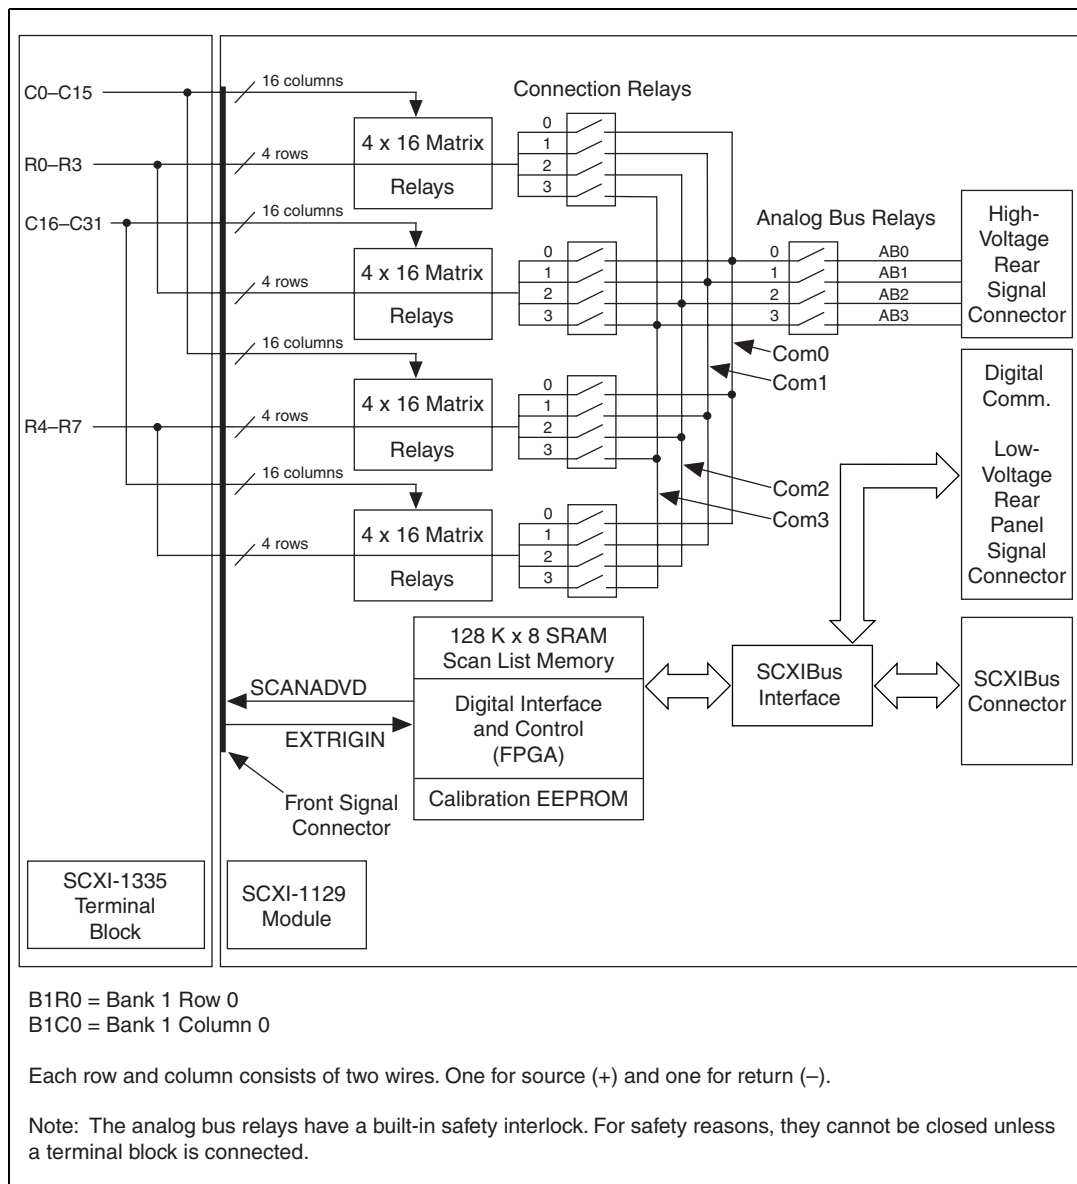 C0–C15
R0–R3
C16–C31
R4–R7
16 columns
4 rows
16 columns
4 rows
16 columns
4 rows
16 columns
4 rows
4 x 16 Matrix
Relays
4 x 16 Matrix
Relays
4 x 16 Matrix
Relays
4 x 16 Matrix
Relays
Connection Relays
0
1
2
3
0
1
2
3
0
1
2
3
0
1
2
3
Analog Bus Relays
0
1
2
3
AB0
AB1
AB2
AB3
High-
Voltage
Rear
Signal
Connector
Com0
Com1
Com2
Com3
Digital
Comm.
Low-
Voltage
Rear
Panel
Signal
Connector
128 K x 8 SRAM
Scan List Memory
Digital Interface
and Control
(FPGA)
Calibration EEPROM
SCANADVD
EXTRIGIN
Front Signal
Connector
SCXIBus
Interface
SCXIBus
Connector
SCXI-1335
Terminal
Block
SCXI-1129
Module
B1R0 = Bank 1 Row 0
B1C0 = Bank 1 Column 0
Each row and column consists of two wires. One for source (+) and one for return (–).
Note: The analog bus relays have a built-in safety interlock. For safety reasons, they cannot be closed unless
a terminal block is connected.